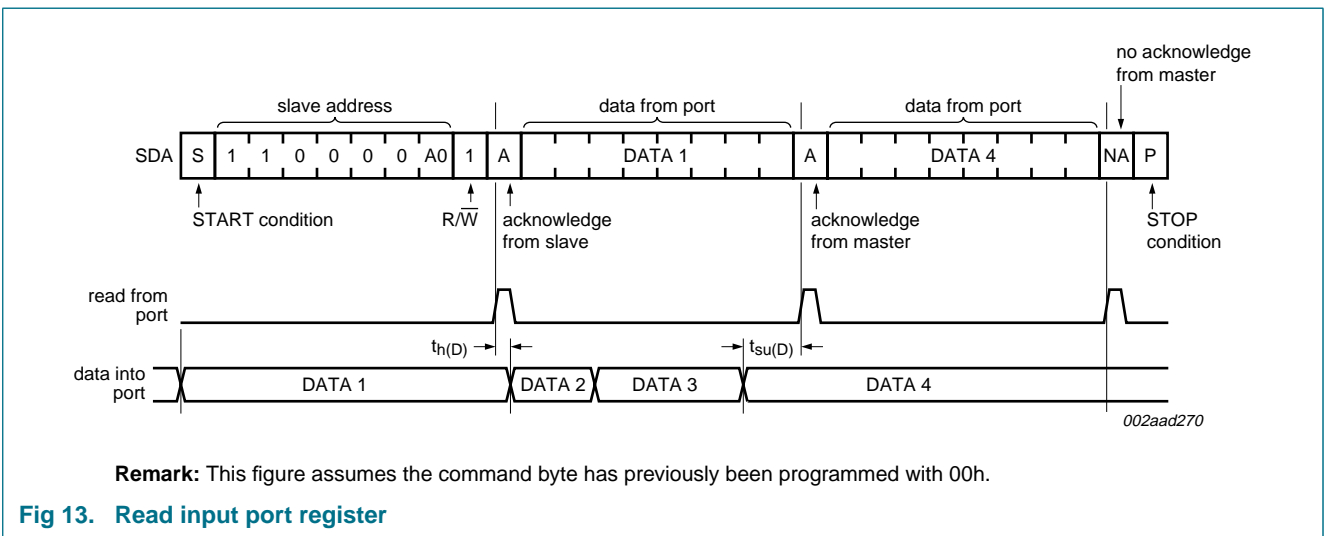 no acknowledge
from master
slave address
data from port
data from port
SDA S 1 1 0 0 0 0 A0 1 A DATA 1 A DATA 4 NA P
START condition
R/W̅
acknowledge
from slave
acknowledge
from master
STOP
condition
read from
port
th(D)
tsu(D)
data into
port
DATA 1 DATA 2 DATA 3 DATA 4
002aad270
Remark: This figure assumes the command byte has previously been programmed with 00h.
Fig 13. Read input port register